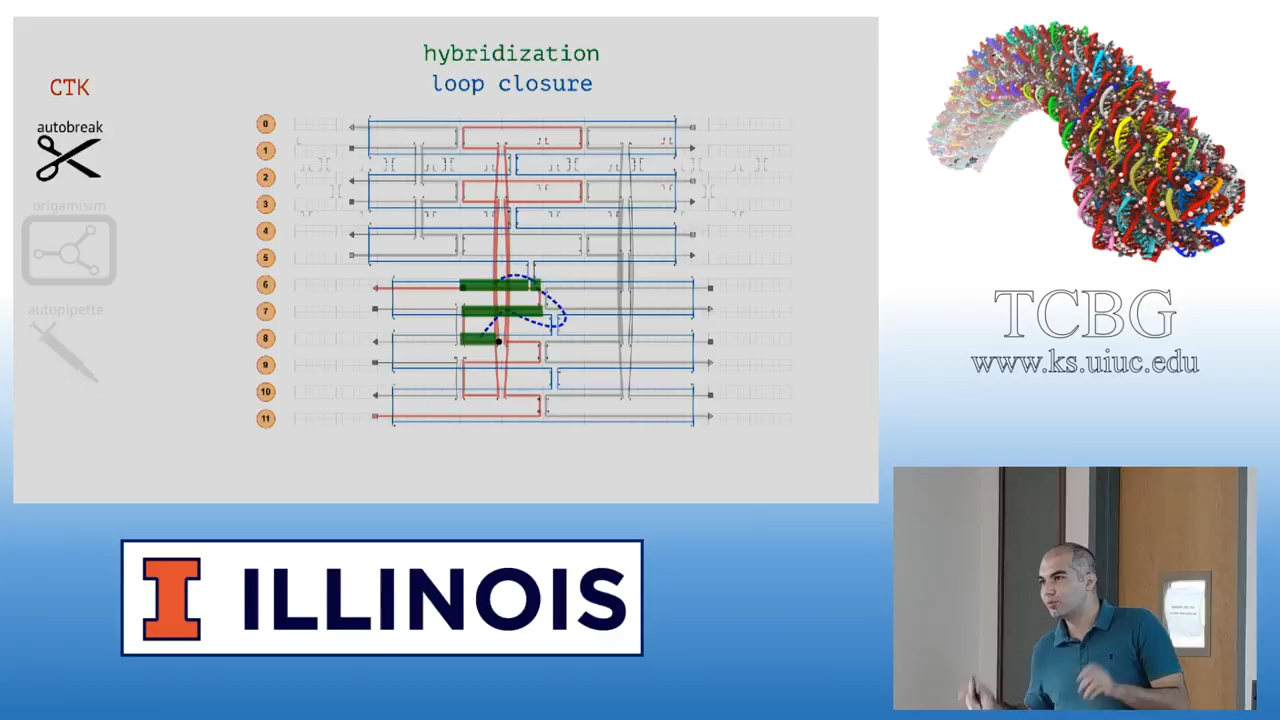 hybridization
loop closure
CTK
autobreak
origamisim
autopipette
0
1
2
3
4
5
6
7
8
9
10
11
TCBG
www.ks.uiuc.edu
I ILLINOIS